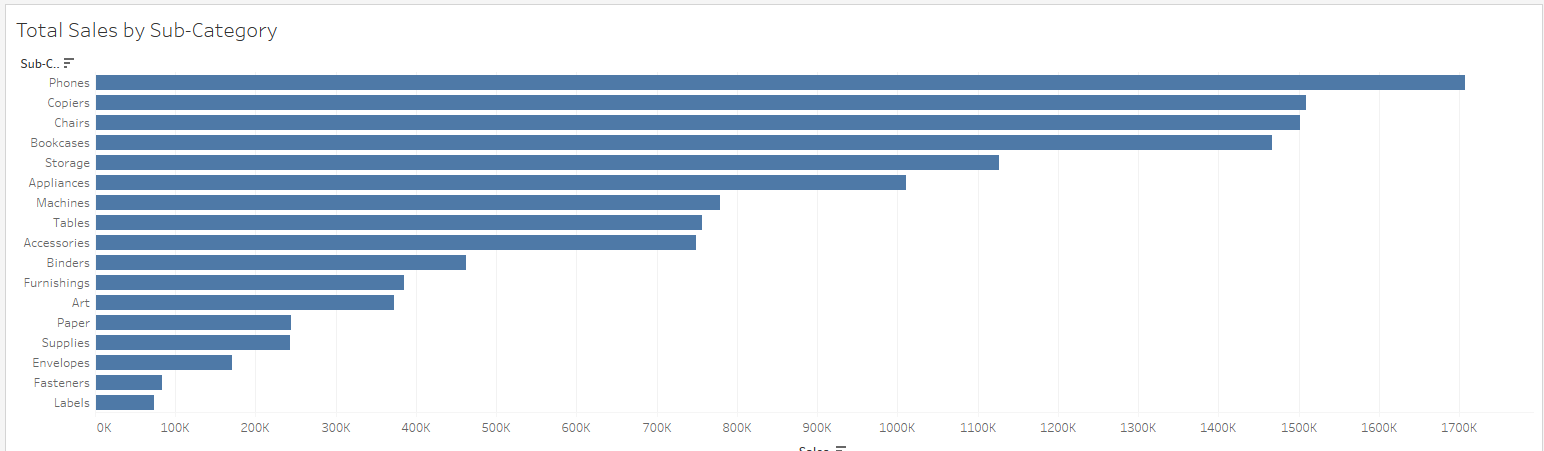 Total Sales by Sub-Category
Sub-C..
Phones
Copiers
Chairs
Bookcases
Storage
Appliances
Machines
Tables
Accessories
Binders
Furnishings
Art
Paper
Supplies
Envelopes
Fasteners
Labels
0K 100K 200K 300K 400K 500K 600K 700K 800K 900K 1000K 1100K 1200K 1300K 1400K 1500K 1600K 1700K
Sales